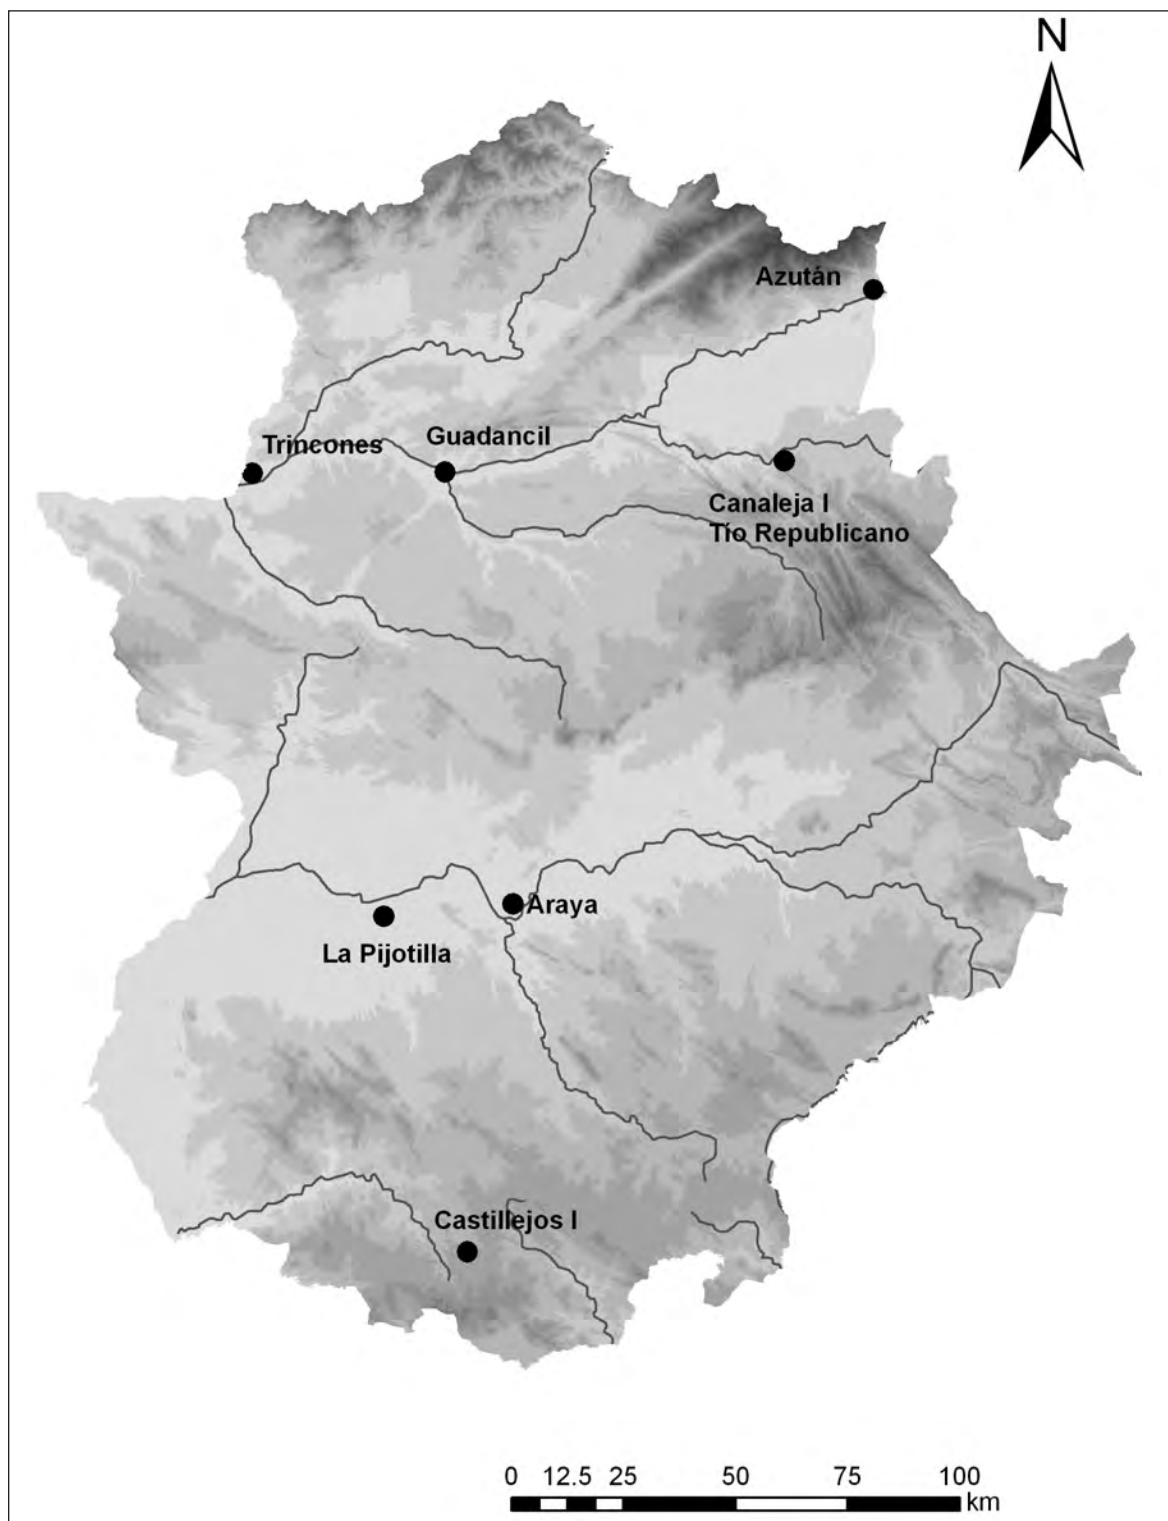 N
Azután
Trincones
Guadancil
Canaleja I
Tío Republicano
Araya
La Pijotilla
Castillejos I
0 12.5 25 50 75 100
km